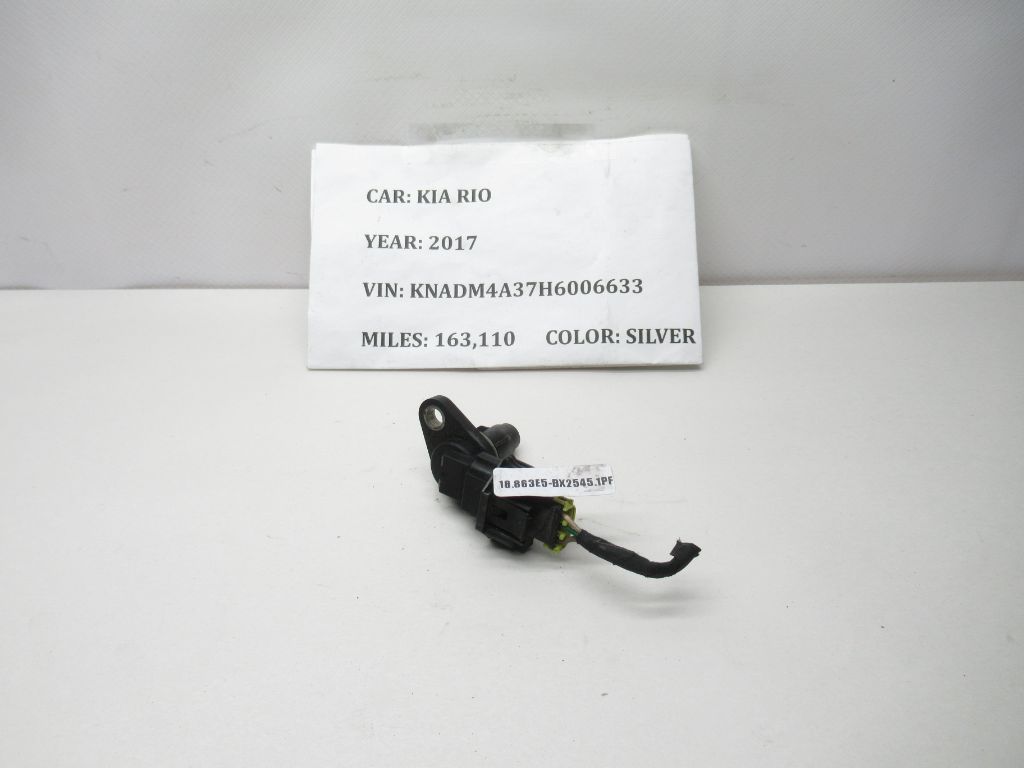 CAR: KIA RIO
YEAR: 2017
VIN: KNADM4A37H6006633
MILES: 163,110 COLOR: SILVER
18.863E5-BX2545.1PF